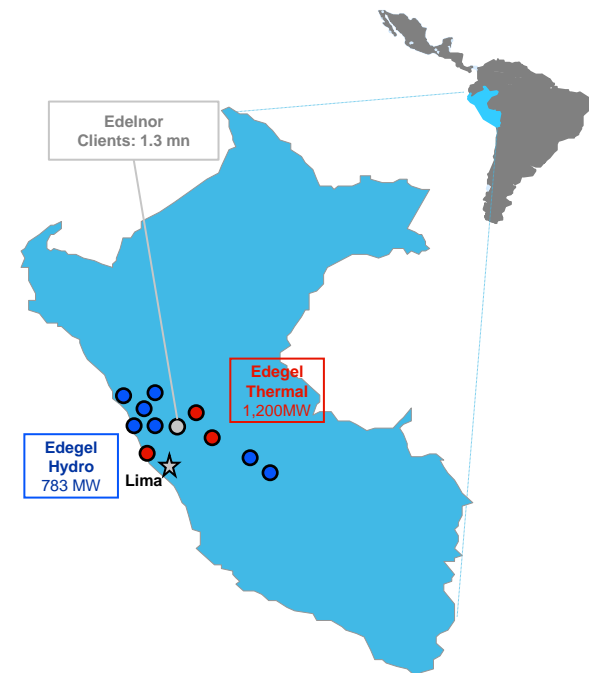 Edelnor
Clients: 1.3 mn
Edegel
Thermal
1,200MW
Edegel
Hydro
783 MW
Lima